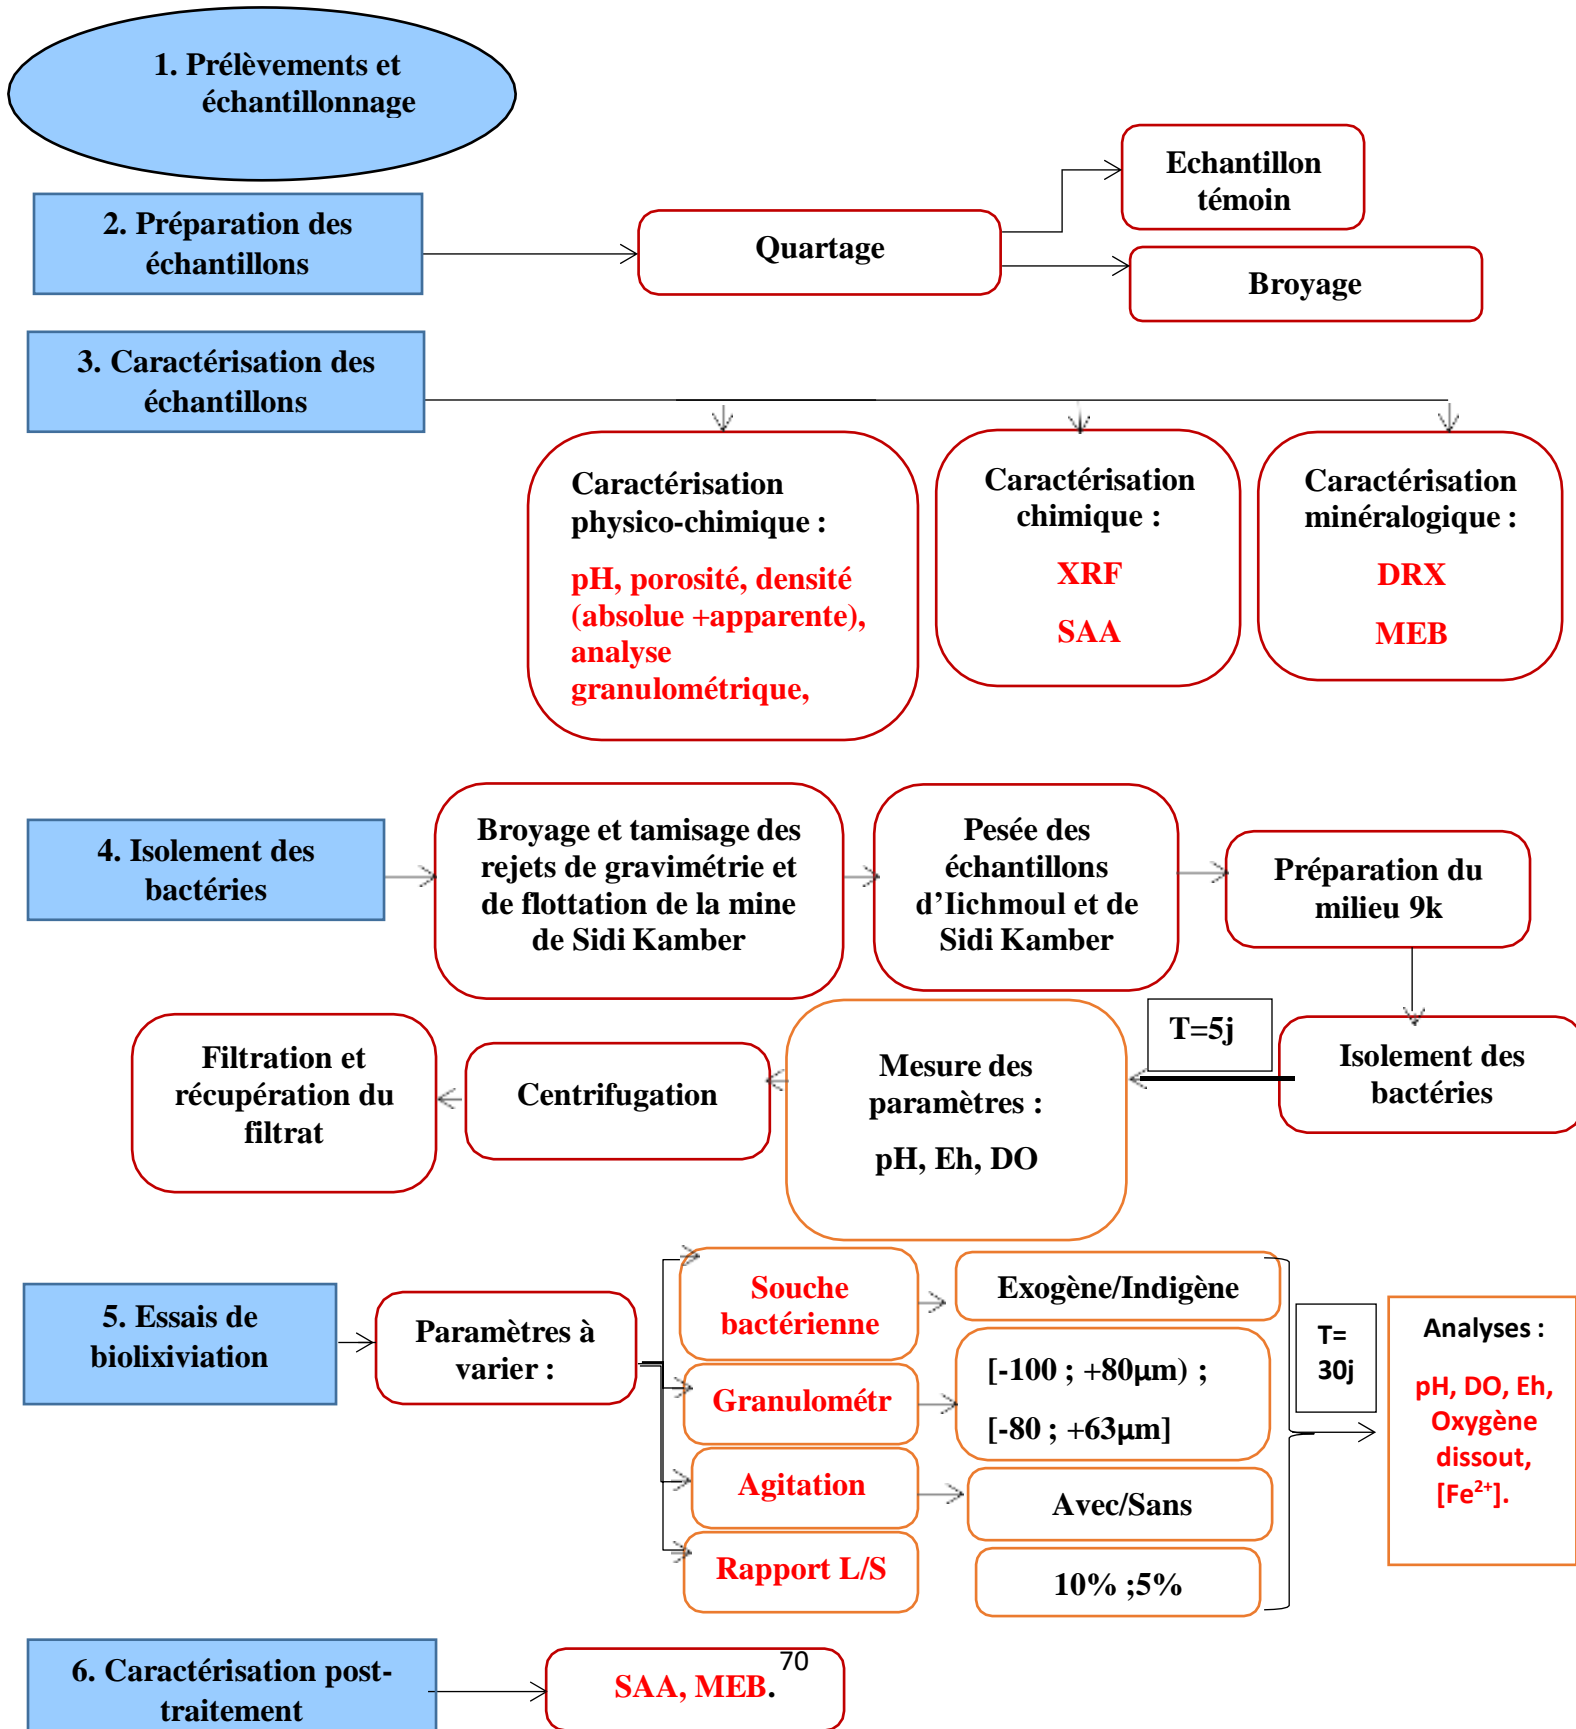 1. Prélèvements et
échantillonnage
2. Préparation des
échantillons
Quartage
Echantillon
témoin
Broyage
3. Caractérisation des
échantillons
Caractérisation
physico-chimique :
pH, porosité, densité
(absolue +apparente),
analyse
granulométrique,
Caractérisation
chimique :
XRF
SAA
Caractérisation
minéralogique :
DRX
MEB
4. Isolement des
bactéries
Broyage et tamisage des
rejets de gravimétrie et
de flottation de la mine
de Sidi Kamber
Pesée des
échantillons
d’Iichmoul et de
Sidi Kamber
Préparation du
milieu 9k
Isolement des
bactéries
T=5j
Mesure des
paramètres :
pH, Eh, DO
Centrifugation
Filtration et
récupération du
filtrat
5. Essais de
biolixiviation
Paramètres à
varier :
Souche
bactérienne
Exogène/Indigène
Granulométr
[-100 ; +80µm) ;
[-80 ; +63µm]
Agitation
Avec/Sans
Rapport L/S
10% ;5%
T=
30j
Analyses :
pH, DO, Eh,
Oxygène
dissout,
[Fe²⁺].
6. Caractérisation post-
traitement
SAA, MEB.
70